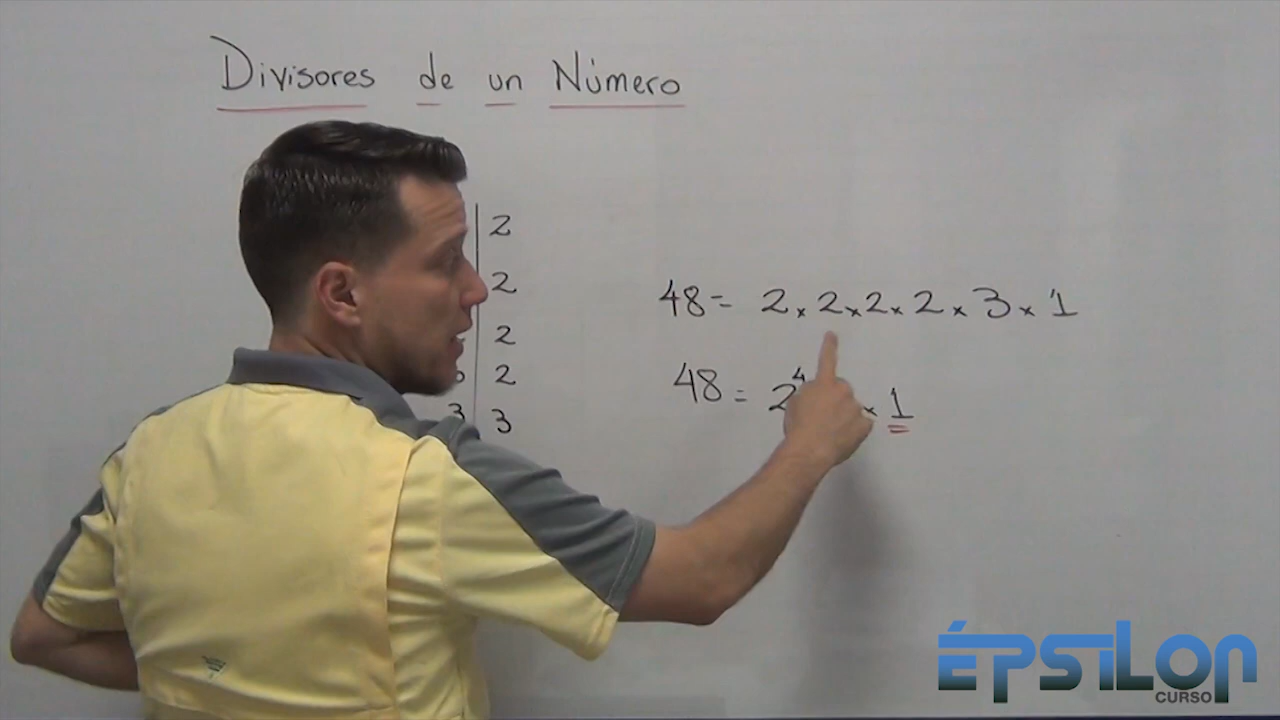 Divisores de un Número
2
2
2
2
3 3
48 = 2 x 2 x 2 x 2 x 3 x 1
48 = 2⁴ x 1
ÉPSILON
CURSO